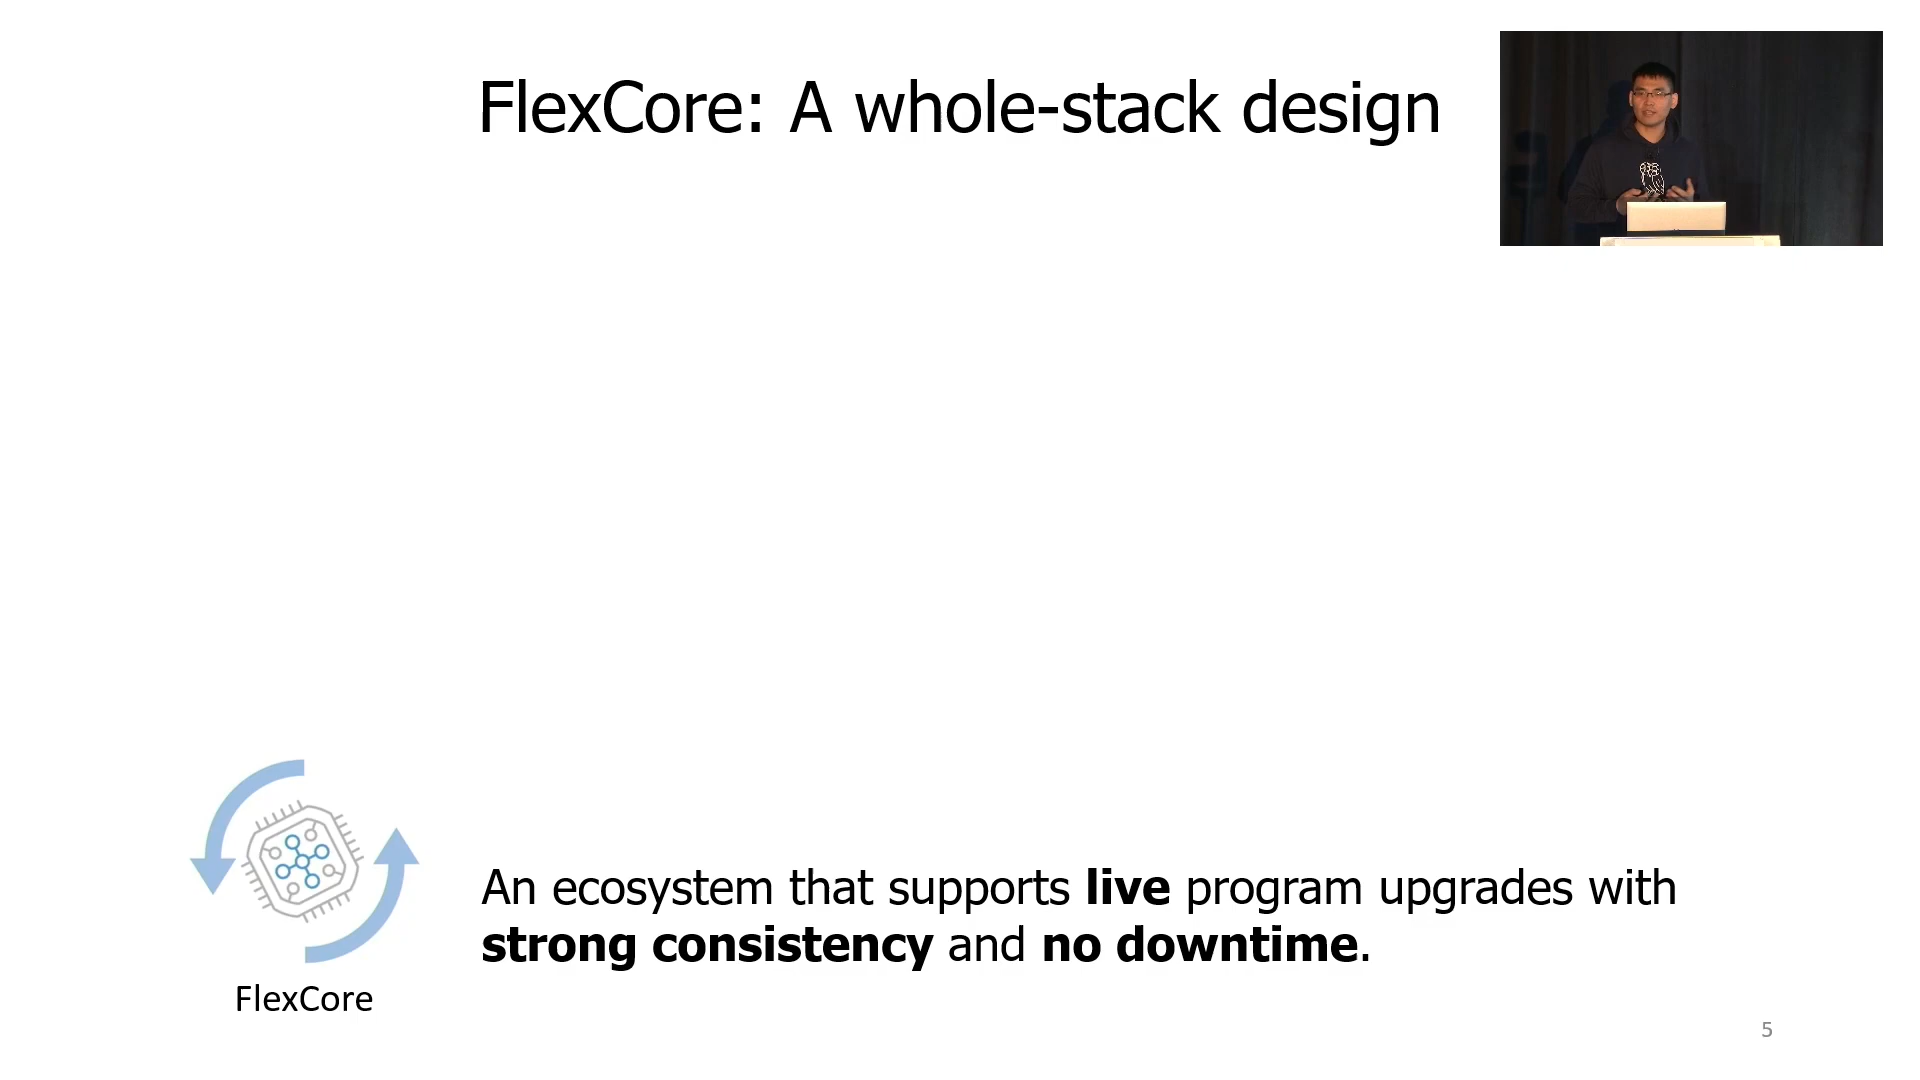 FlexCore: A whole-stack design
An ecosystem that supports live program upgrades with
strong consistency and no downtime.
FlexCore
5